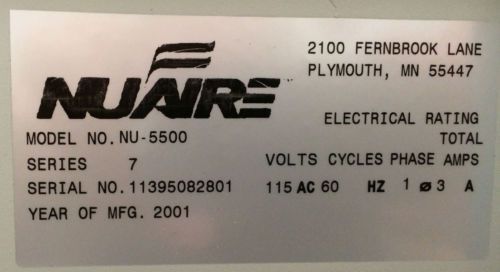 NUAIRE
2100 FERNBROOK LANE
PLYMOUTH, MN 55447
ELECTRICAL RATING
MODEL NO. NU-5500
TOTAL
SERIES 7
VOLTS CYCLES PHASE AMPS
SERIAL NO. 11395082801
115 AC 60 HZ 1 ø 3 A
YEAR OF MFG. 2001